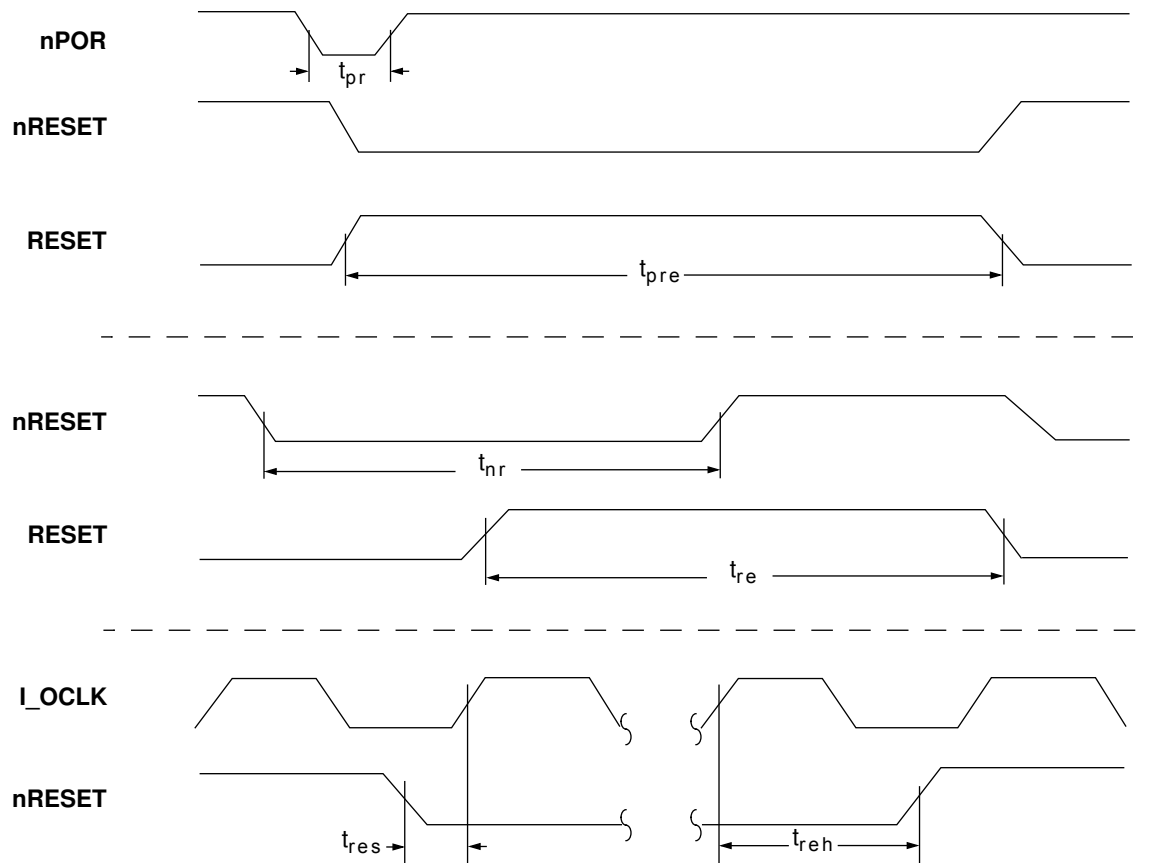 nPOR
tpr
nRESET
RESET
tpre
nRESET
tnr
RESET
tre
I_OCLK
nRESET
tres
treh